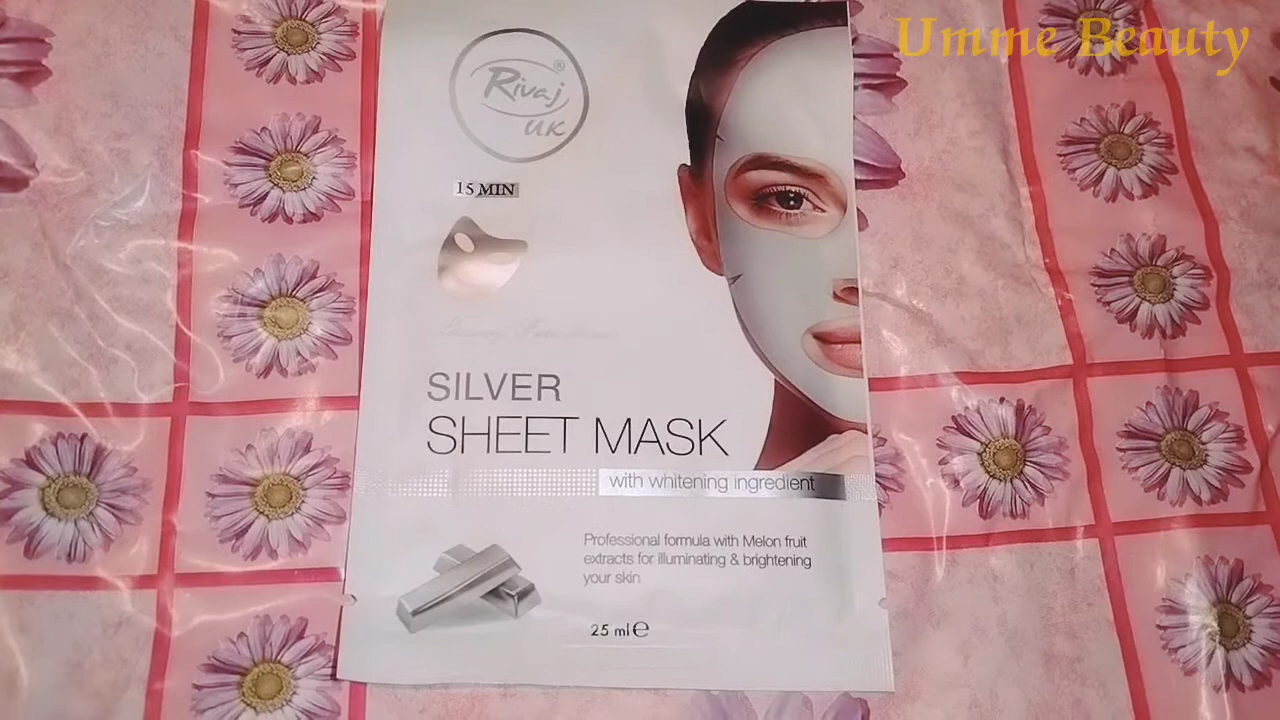 Umme Beauty
Rivaj®
UK
15 MIN
SILVER
SHEET MASK
with whitening ingredient
Professional formula with Melon fruit
extracts for illuminating & brightening
your skin
25 ml ℮